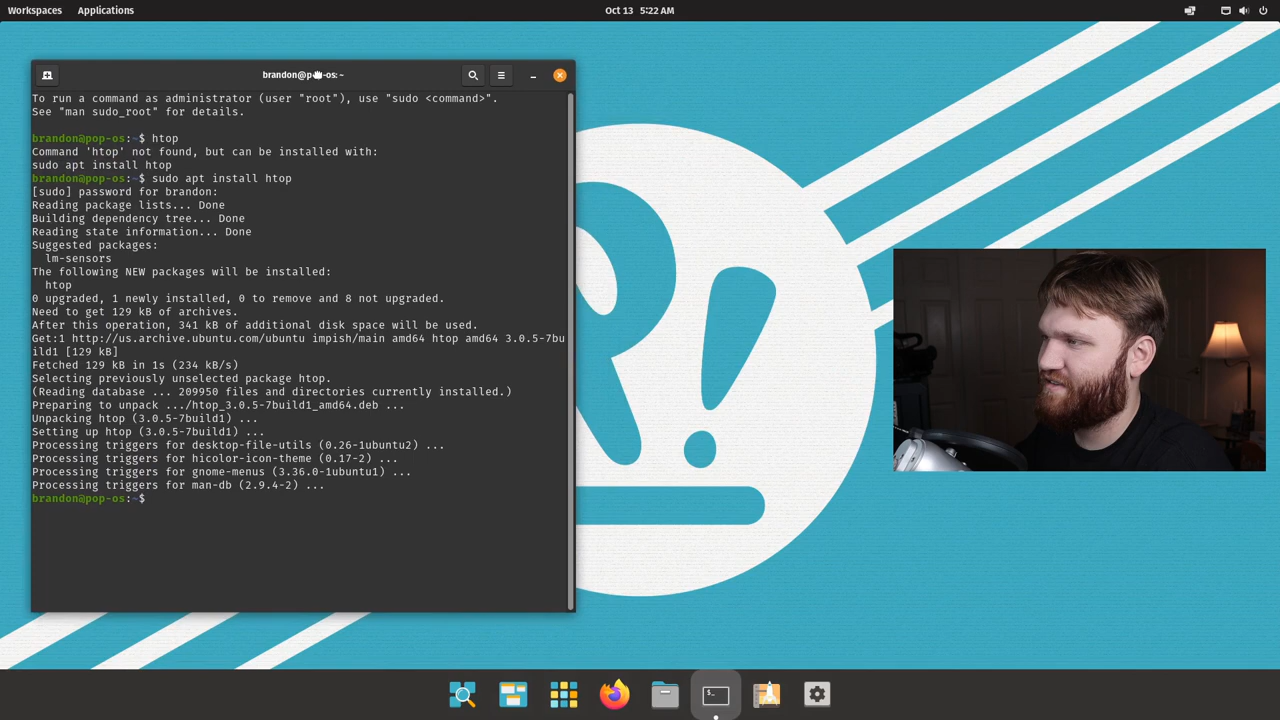 Workspaces Applications Oct 13 5:22 AM
brandon@pop-os: ~
To run a command as administrator (user "root"), use "sudo <command>".
See "man sudo_root" for details.
brandon@pop-os:~$ htop
Command 'htop' not found, but can be installed with:
sudo apt install htop
brandon@pop-os:~$ sudo apt install htop
[sudo] password for brandon:
Reading package lists... Done
Building dependency tree... Done
Reading state information... Done
Suggested packages:
lm-sensors
The following NEW packages will be installed:
htop
0 upgraded, 1 newly installed, 0 to remove and 8 not upgraded.
Need to get 129 kB of archives.
After this operation, 341 kB of additional disk space will be used.
Get:1 http://us.archive.ubuntu.com/ubuntu impish/main amd64 htop amd64 3.0.5-7bu
ild1 [129 kB]
Fetched 129 kB in 1s (234 kB/s)
Selecting previously unselected package htop.
(Reading database ... 209950 files and directories currently installed.)
Preparing to unpack .../htop_3.0.5-7build1_amd64.deb ...
Unpacking htop (3.0.5-7build1) ...
Setting up htop (3.0.5-7build1) ...
Processing triggers for desktop-file-utils (0.26-1ubuntu2) ...
Processing triggers for hicolor-icon-theme (0.17-2) ...
Processing triggers for gnome-menus (3.36.0-1ubuntu1) ...
Processing triggers for man-db (2.9.4-2) ...
brandon@pop-os:~$